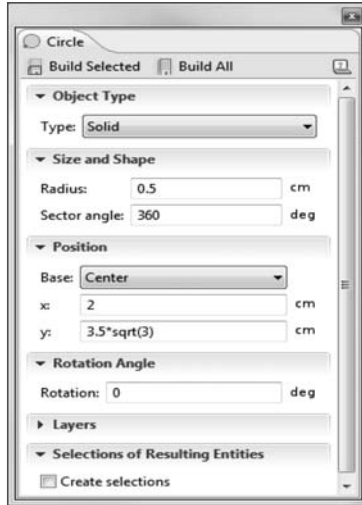 Circle
Build Selected Build All
Object Type
Type: Solid
Size and Shape
Radius: 0.5 cm
Sector angle: 360 deg
Position
Base: Center
x: 2 cm
y: 3.5*sqrt(3) cm
Rotation Angle
Rotation: 0 deg
Layers
Selections of Resulting Entities
Create selections